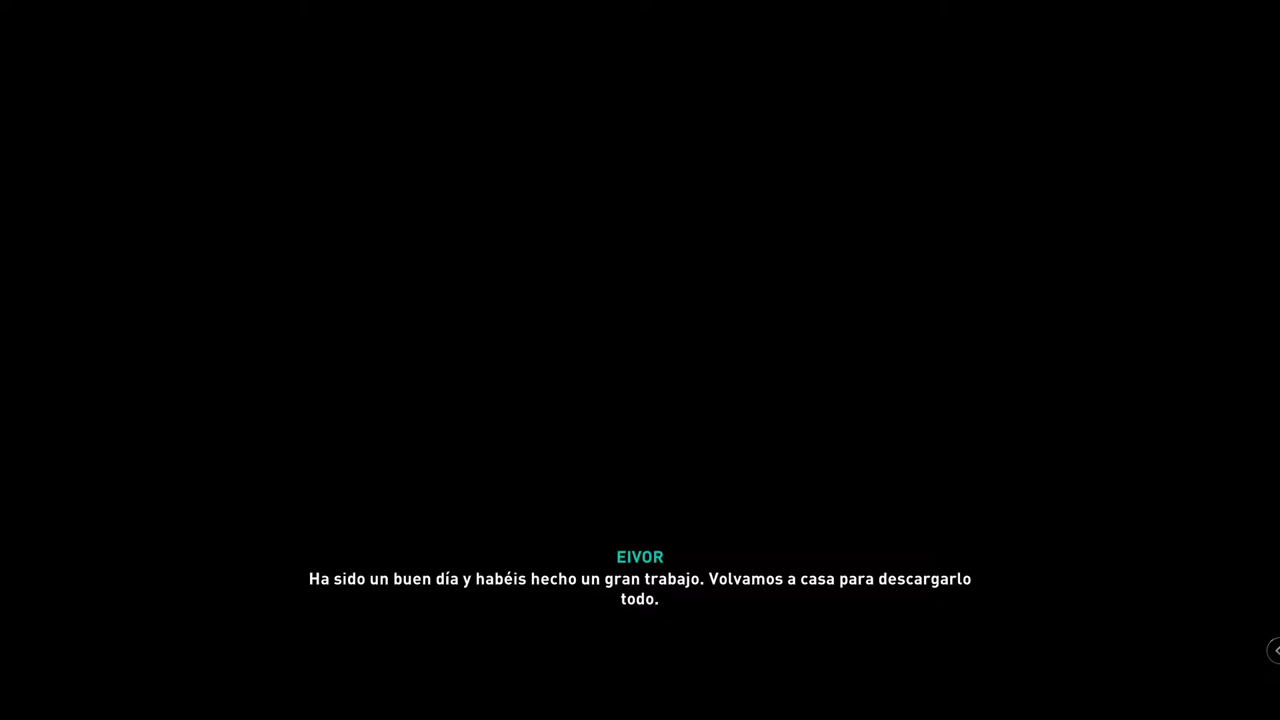 EIVOR
Ha sido un buen día y habéis hecho un gran trabajo. Volvamos a casa para descargarlo
todo.